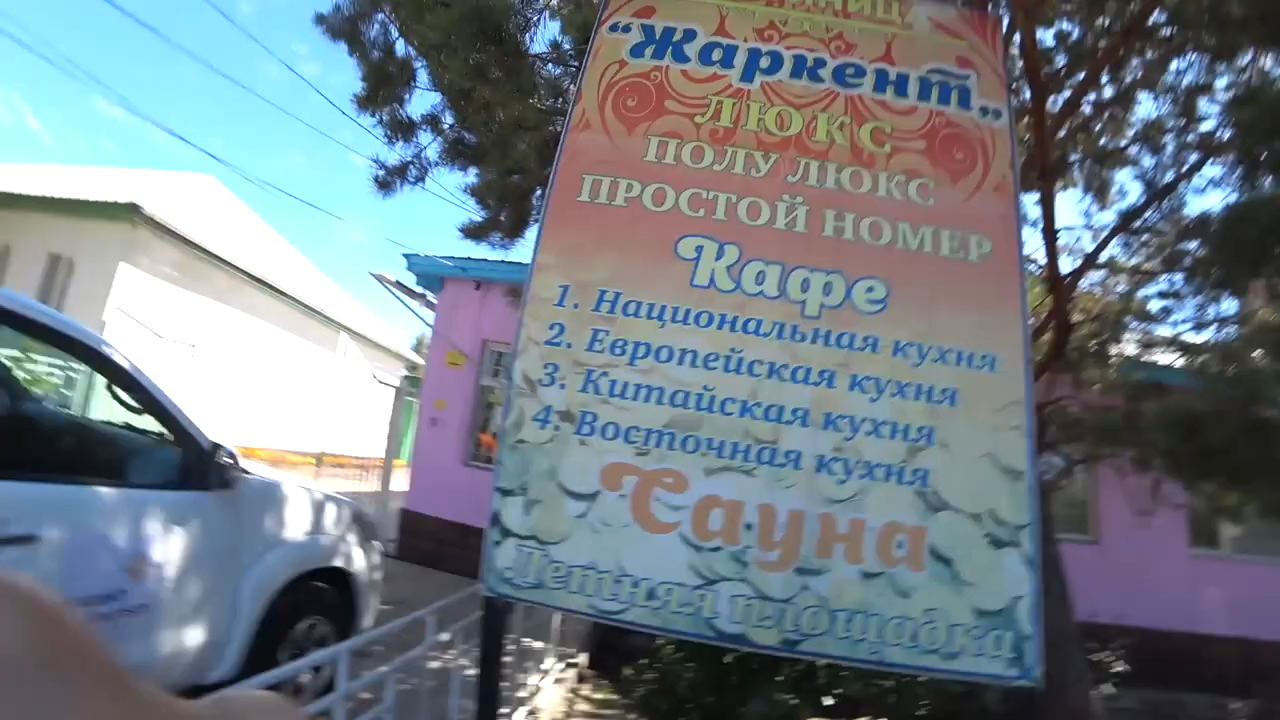 “Жаркент„
ЛЮКС
ПОЛУ ЛЮКС
ПРОСТОЙ НОМЕР
Кафе
1. Национальная кухня
2. Европейская кухня
3. Китайская кухня
4. Восточная кухня
Сауна
Летняя площадка